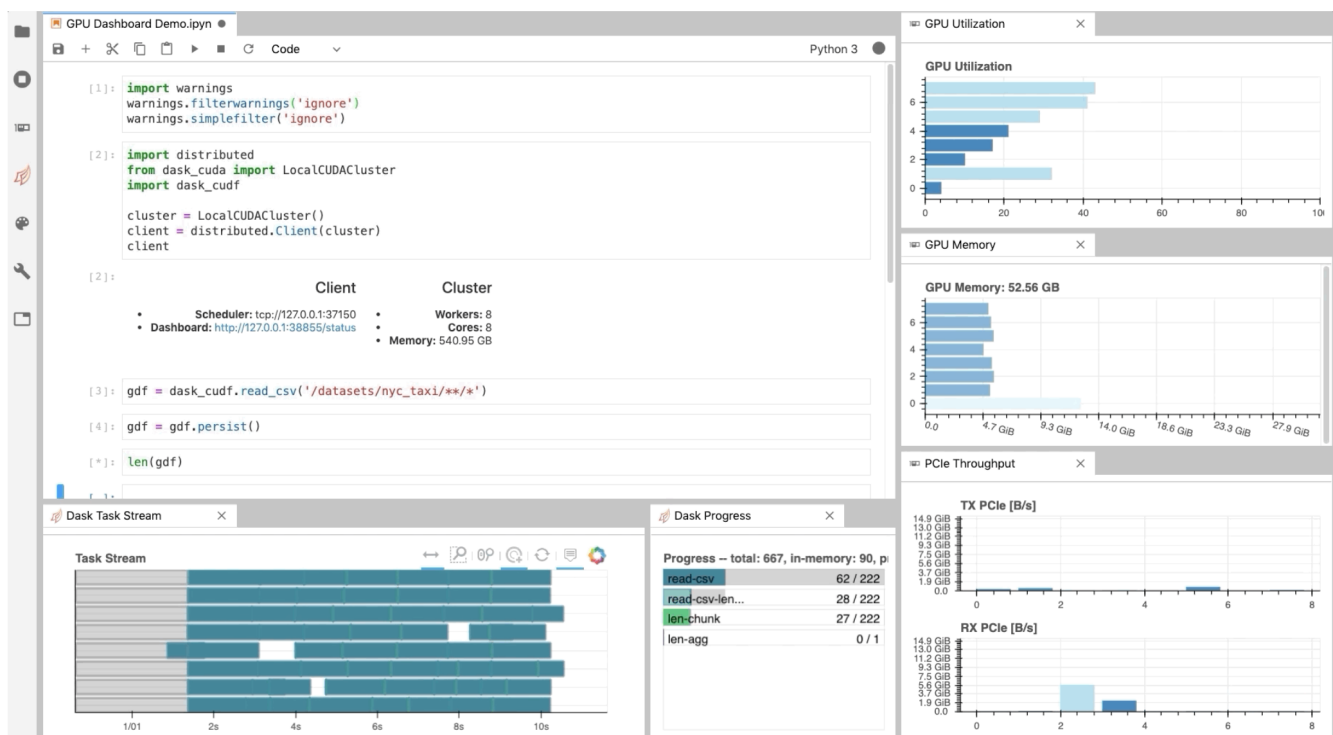 GPU Dashboard Demo.ipyn
Code
Python 3
[1]: import warnings
warnings.filterwarnings('ignore')
warnings.simplefilter('ignore')
[2]: import distributed
from dask_cuda import LocalCUDACluster
import dask_cudf
cluster = LocalCUDACluster()
client = distributed.Client(cluster)
client
[2]:
Client
Scheduler: tcp://127.0.0.1:37150
Dashboard: http://127.0.0.1:38855/status
Cluster
Workers: 8
Cores: 8
Memory: 540.95 GB
[3]: gdf = dask_cudf.read_csv('/datasets/nyc_taxi/**/*')
[4]: gdf = gdf.persist()
[*]: len(gdf)
Dask Task Stream
Task Stream
1/01 2s 4s 6s 8s 10s
Dask Progress
Progress -- total: 667, in-memory: 90, p
read-csv 62 / 222
read-csv-len... 28 / 222
len-chunk 27 / 222
len-agg 0 / 1
GPU Utilization
GPU Utilization
6
4
2
0
0 20 40 60 80 10
GPU Memory
GPU Memory: 52.56 GB
6
4
2
0
0.0 4.7 GiB 9.3 GiB 14.0 GiB 18.6 GiB 23.3 GiB 27.9 GiB
PCIe Throughput
TX PCIe [B/s]
14.9 GiB
13.0 GiB
11.2 GiB
9.3 GiB
7.5 GiB
5.6 GiB
3.7 GiB
1.9 GiB
0.0
0 2 4 6 8
RX PCIe [B/s]
14.9 GiB
13.0 GiB
11.2 GiB
9.3 GiB
7.5 GiB
5.6 GiB
3.7 GiB
1.9 GiB
0.0
0 2 4 6 8